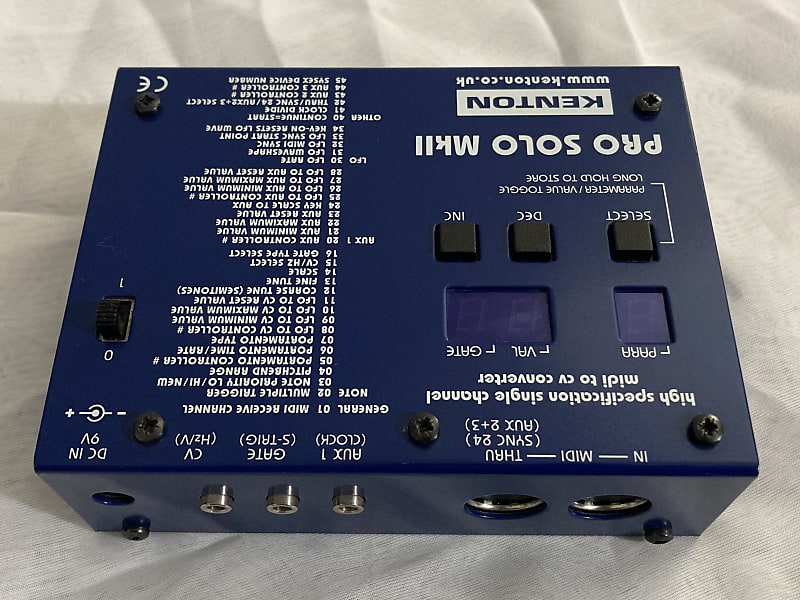 IN — MIDI — THRU
(SYNC 24)
(AUX 2+3)
AUX 1
(CLOCK)
GATE
(S-TRIG)
CV
(Hz/V)
DC IN
9V
- +
high specification single channel
midi to cv converter
PARA
VAL
GATE
SELECT
DEC
INC
PARAMETER / VALUE TOGGLE
LONG HOLD TO STORE
PRO SOLO MkII
KENTON
www.kenton.co.uk
GENERAL 01 MIDI RECEIVE CHANNEL
NOTE 02 MULTIPLE TRIGGER
03 NOTE PRIORITY LO/HI/NEW
04 PITCHBEND RANGE
05 PORTAMENTO CONTROLLER #
06 PORTAMENTO TIME/RATE
07 PORTAMENTO TYPE
08 LFO TO CV CONTROLLER #
09 LFO TO CV MINIMUM VALUE
10 LFO TO CV MAXIMUM VALUE
11 LFO TO CV RESET VALUE
12 COARSE TUNE (SEMITONES)
13 FINE TUNE
14 SCALE
15 CV/HZ SELECT
16 GATE TYPE SELECT
AUX 1 20 AUX CONTROLLER #
21 AUX MINIMUM VALUE
22 AUX MAXIMUM VALUE
23 AUX RESET VALUE
24 KEY SCALE TO AUX
25 LFO TO AUX CONTROLLER #
26 LFO TO AUX MINIMUM VALUE
27 LFO TO AUX MAXIMUM VALUE
28 LFO TO AUX RESET VALUE
LFO 30 LFO RATE
31 LFO WAVESHAPE
32 LFO MIDI SYNC
33 LFO SYNC START POINT
34 KEY-ON RESETS LFO WAVE
OTHER 40 CONTINUE=START
41 CLOCK DIVIDE
42 THRU/SYNC 24/AUX2+3 SELECT
43 AUX 2 CONTROLLER #
44 AUX 3 CONTROLLER #
45 SYSEX DEVICE NUMBER
0
1
CE